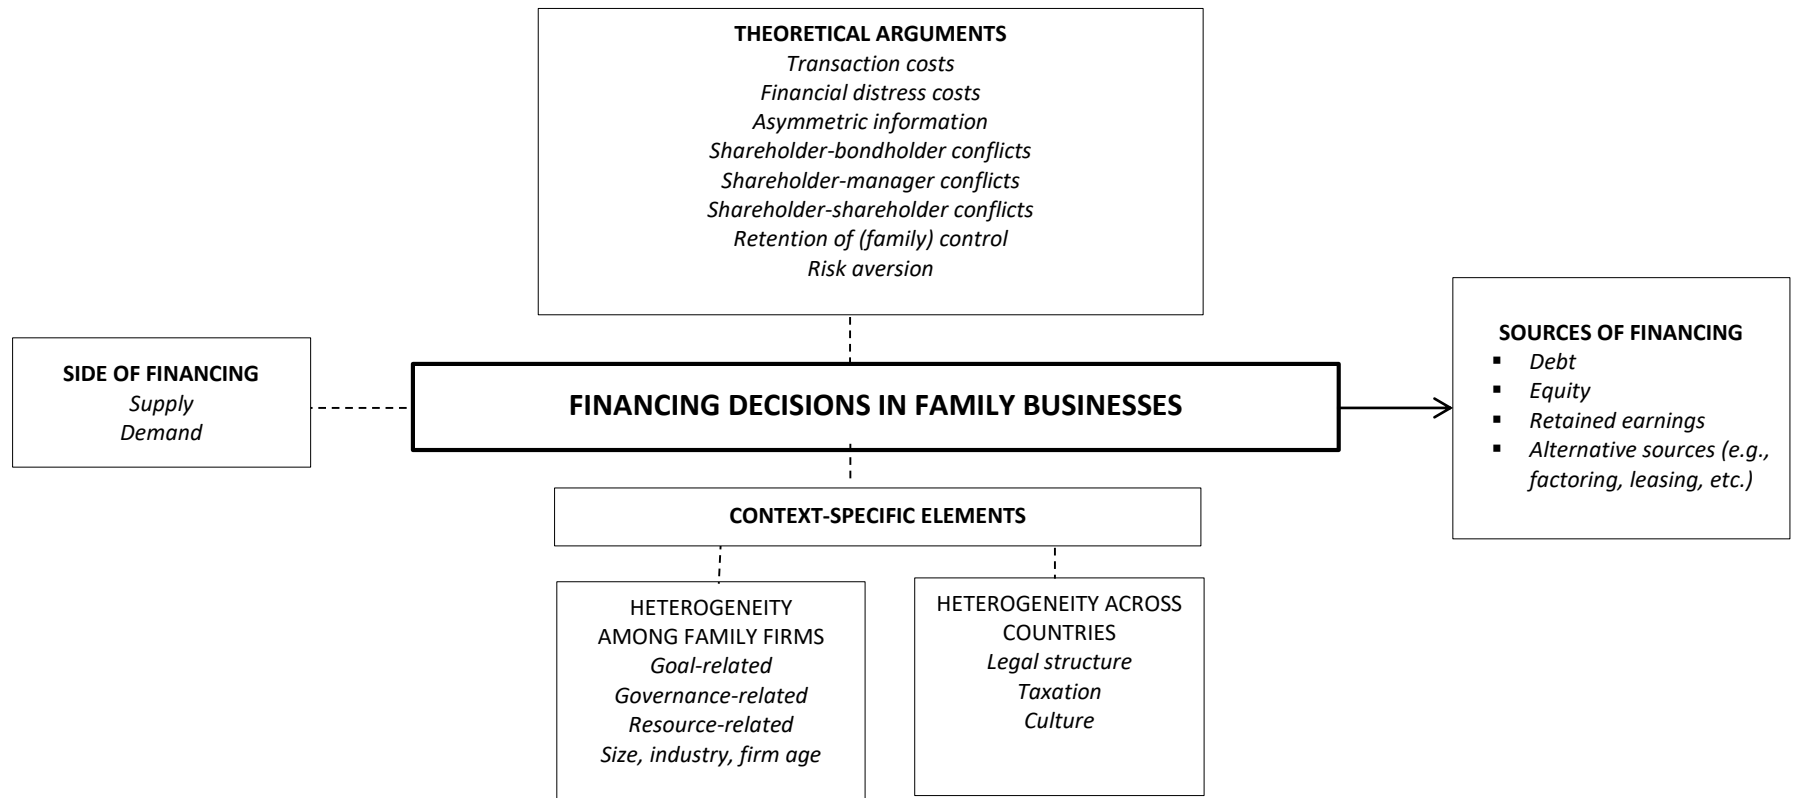 THEORETICAL ARGUMENTS
Transaction costs
Financial distress costs
Asymmetric information
Shareholder-bondholder conflicts
Shareholder-manager conflicts
Shareholder-shareholder conflicts
Retention of (family) control
Risk aversion
SIDE OF FINANCING
Supply
Demand
FINANCING DECISIONS IN FAMILY BUSINESSES
SOURCES OF FINANCING
▪ Debt
▪ Equity
▪ Retained earnings
▪ Alternative sources (e.g.,
factoring, leasing, etc.)
CONTEXT-SPECIFIC ELEMENTS
HETEROGENEITY
AMONG FAMILY FIRMS
Goal-related
Governance-related
Resource-related
Size, industry, firm age
HETEROGENEITY ACROSS
COUNTRIES
Legal structure
Taxation
Culture